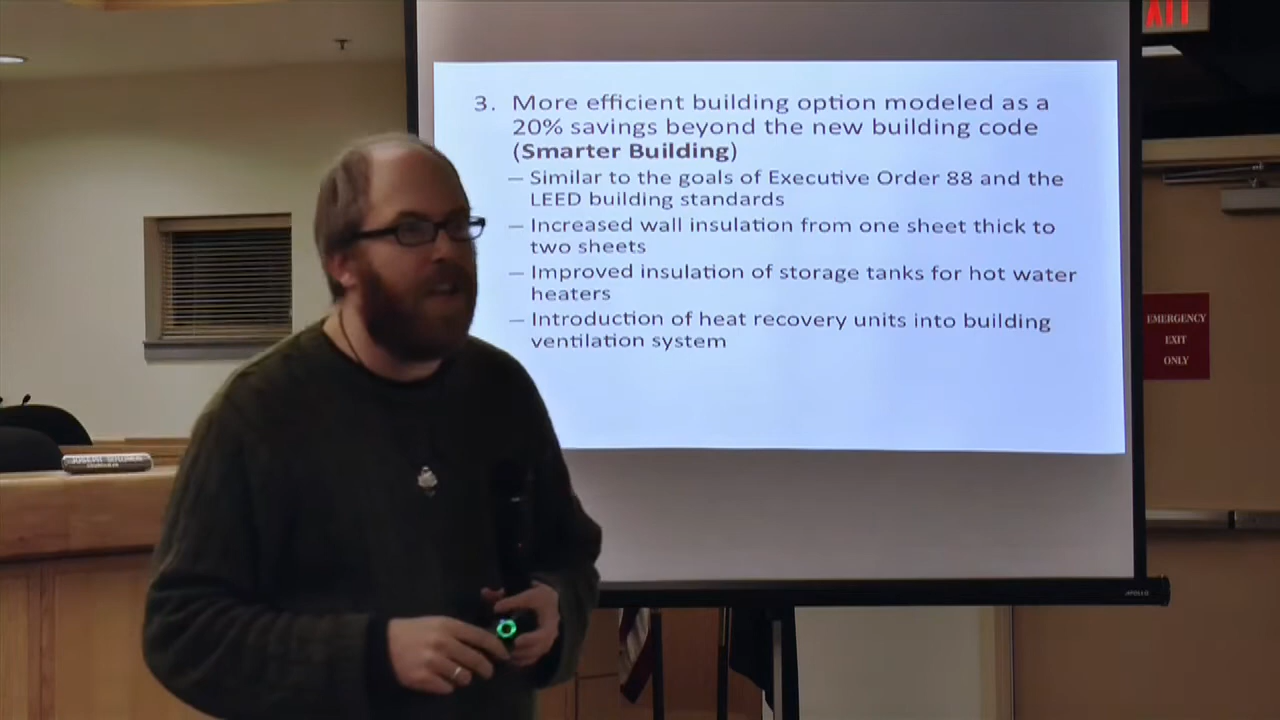 3. More efficient building option modeled as a
20% savings beyond the new building code
(Smarter Building)
– Similar to the goals of Executive Order 88 and the
LEED building standards
– Increased wall insulation from one sheet thick to
two sheets
– Improved insulation of storage tanks for hot water
heaters
– Introduction of heat recovery units into building
ventilation system
EMERGENCY
EXIT
ONLY
APOLLO